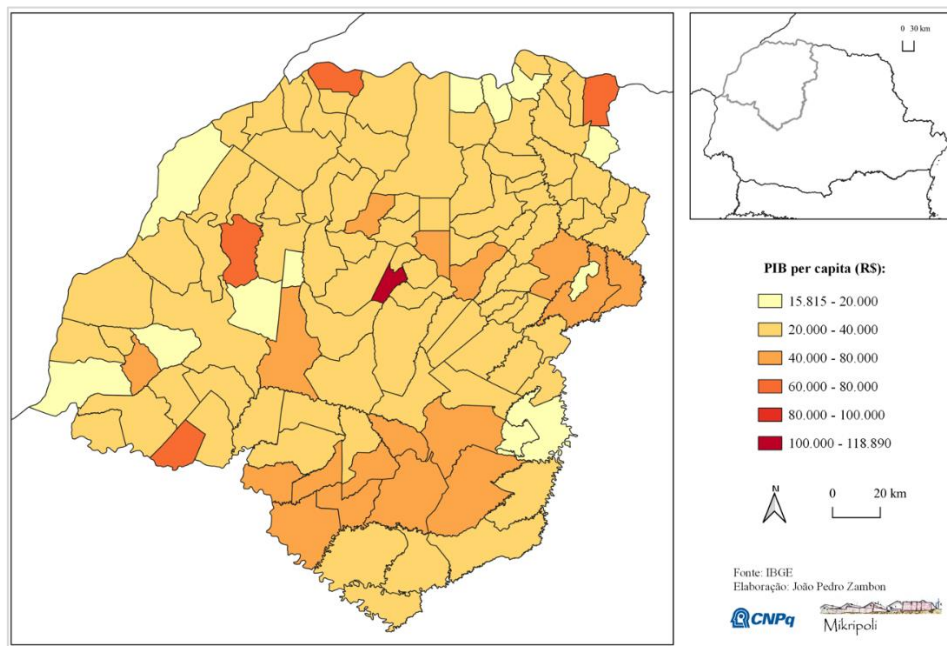 0 30 km
PIB per capita (R$):
15.815 - 20.000
20.000 - 40.000
40.000 - 80.000
60.000 - 80.000
80.000 - 100.000
100.000 - 118.890
N
0 20 km
Fonte: IBGE
Elaboração: João Pedro Zambon
CNPq
Mikripoli